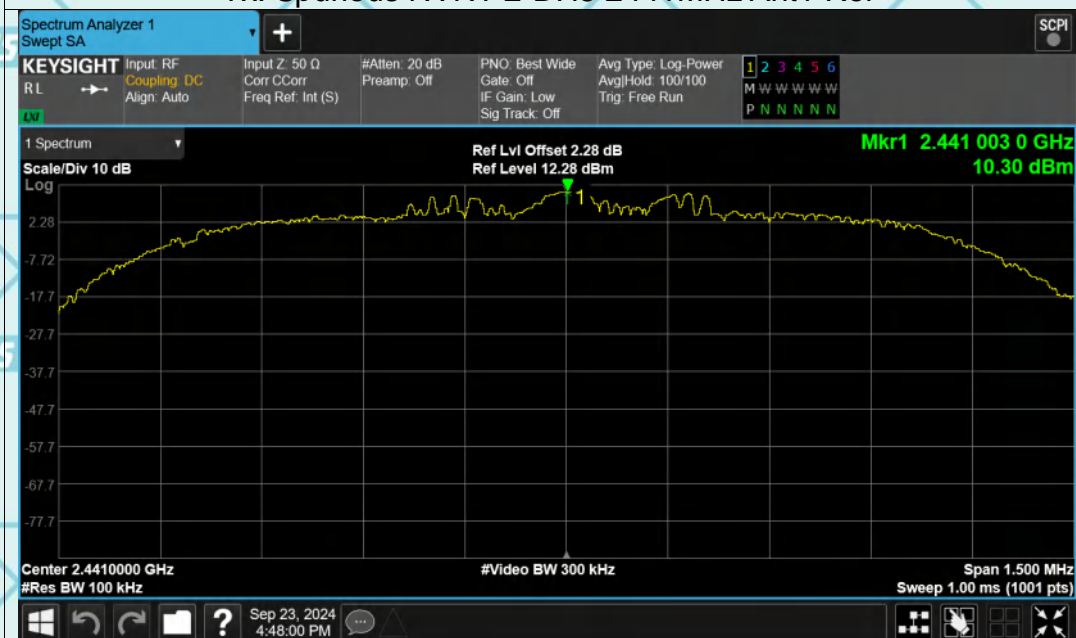 Spectrum Analyzer 1
Swept SA
+
SCPI
KEYSIGHT
RL
LXI
Input: RF
Coupling: DC
Align: Auto
Input Z: 50 Ω
Corr CCorr
Freq Ref: Int (S)
#Atten: 20 dB
Preamp: Off
PNO: Best Wide
Gate: Off
IF Gain: Low
Sig Track: Off
Avg Type: Log-Power
Avg|Hold: 100/100
Trig: Free Run
1 2 3 4 5 6
M W W W W W
P N N N N N
1 Spectrum
Scale/Div 10 dB
Log
Ref Lvl Offset 2.28 dB
Ref Level 12.28 dBm
Mkr1 2.441 003 0 GHz
10.30 dBm
1
2.28
-7.72
-17.7
-27.7
-37.7
-47.7
-57.7
-67.7
-77.7
Center 2.4410000 GHz
#Res BW 100 kHz
#Video BW 300 kHz
Span 1.500 MHz
Sweep 1.00 ms (1001 pts)
?
Sep 23, 2024
4:48:00 PM